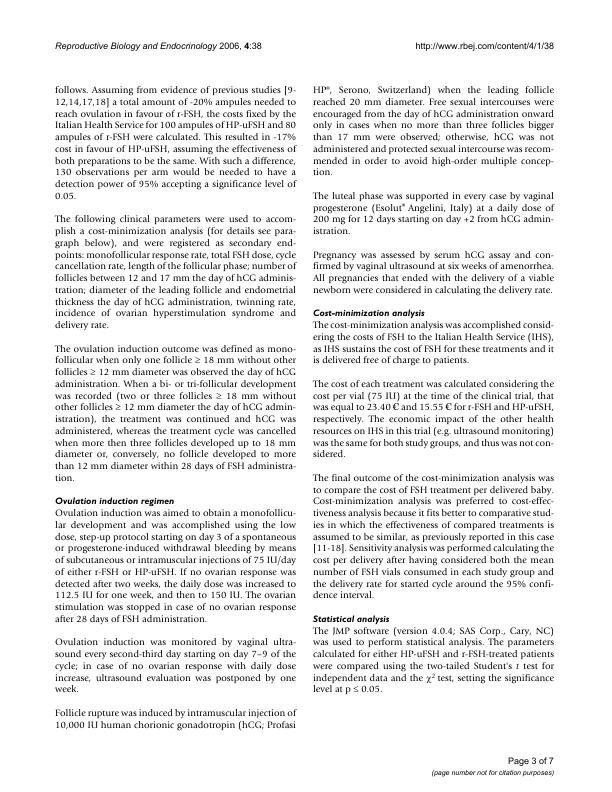 Reproductive Biology and Endocrinology 2006, 4:38
http://www.rbej.com/content/4/1/38
follows. Assuming from evidence of previous studies [9-
12,14,17,18] a total amount of -20% ampules needed to
reach ovulation in favour of r-FSH, the costs fixed by the
Italian Health Service for 100 ampules of HP-uFSH and 80
ampules of r-FSH were calculated. This resulted in -17%
cost in favour of HP-uFSH, assuming the effectiveness of
both preparations to be the same. With such a difference,
130 observations per arm would be needed to have a
detection power of 95% accepting a significance level of
0.05.
The following clinical parameters were used to accom-
plish a cost-minimization analysis (for details see para-
graph below), and were registered as secondary end-
points: monofollicular response rate, total FSH dose, cycle
cancellation rate, length of the follicular phase; number of
follicles between 12 and 17 mm the day of hCG adminis-
tration; diameter of the leading follicle and endometrial
thickness the day of hCG administration, twinning rate,
incidence of ovarian hyperstimulation syndrome and
delivery rate.
The ovulation induction outcome was defined as mono-
follicular when only one follicle ≥ 18 mm without other
follicles ≥ 12 mm diameter was observed the day of hCG
administration. When a bi- or tri-follicular development
was recorded (two or three follicles ≥ 18 mm without
other follicles ≥ 12 mm diameter the day of hCG admin-
istration), the treatment was continued and hCG was
administered, whereas the treatment cycle was cancelled
when more then three follicles developed up to 18 mm
diameter or, conversely, no follicle developed to more
than 12 mm diameter within 28 days of FSH administra-
tion.
Ovulation induction regimen
Ovulation induction was aimed to obtain a monofollicu-
lar development and was accomplished using the low
dose, step-up protocol starting on day 3 of a spontaneous
or progesterone-induced withdrawal bleeding by means
of subcutaneous or intramuscular injections of 75 IU/day
of either r-FSH or HP-uFSH. If no ovarian response was
detected after two weeks, the daily dose was increased to
112.5 IU for one week, and then to 150 IU. The ovarian
stimulation was stopped in case of no ovarian response
after 28 days of FSH administration.
Ovulation induction was monitored by vaginal ultra-
sound every second-third day starting on day 7–9 of the
cycle; in case of no ovarian response with daily dose
increase, ultrasound evaluation was postponed by one
week.
Follicle rupture was induced by intramuscular injection of
10,000 IU human chorionic gonadotropin (hCG; Profasi
HP®, Serono, Switzerland) when the leading follicle
reached 20 mm diameter. Free sexual intercourses were
encouraged from the day of hCG administration onward
only in cases when no more than three follicles bigger
than 17 mm were observed; otherwise, hCG was not
administered and protected sexual intercourse was recom-
mended in order to avoid high-order multiple concep-
tion.
The luteal phase was supported in every case by vaginal
progesterone (Esolut® Angelini, Italy) at a daily dose of
200 mg for 12 days starting on day +2 from hCG admin-
istration.
Pregnancy was assessed by serum hCG assay and con-
firmed by vaginal ultrasound at six weeks of amenorrhea.
All pregnancies that ended with the delivery of a viable
newborn were considered in calculating the delivery rate.
Cost-minimization analysis
The cost-minimization analysis was accomplished consid-
ering the costs of FSH to the Italian Health Service (IHS),
as IHS sustains the cost of FSH for these treatments and it
is delivered free of charge to patients.
The cost of each treatment was calculated considering the
cost per vial (75 IU) at the time of the clinical trial, that
was equal to 23.40 € and 15.55 € for r-FSH and HP-uFSH,
respectively. The economic impact of the other health
resources on IHS in this trial (e.g. ultrasound monitoring)
was the same for both study groups, and thus was not con-
sidered.
The final outcome of the cost-minimization analysis was
to compare the cost of FSH treatment per delivered baby.
Cost-minimization analysis was preferred to cost-effec-
tiveness analysis because it fits better to comparative stud-
ies in which the effectiveness of compared treatments is
assumed to be similar, as previously reported in this case
[11-18]. Sensitivity analysis was performed calculating the
cost per delivery after having considered both the mean
number of FSH vials consumed in each study group and
the delivery rate for started cycle around the 95% confi-
dence interval.
Statistical analysis
The JMP software (version 4.0.4; SAS Corp., Cary, NC)
was used to perform statistical analysis. The parameters
calculated for either HP-uFSH and r-FSH-treated patients
were compared using the two-tailed Student's t test for
independent data and the χ² test, setting the significance
level at p ≤ 0.05.
Page 3 of 7
(page number not for citation purposes)